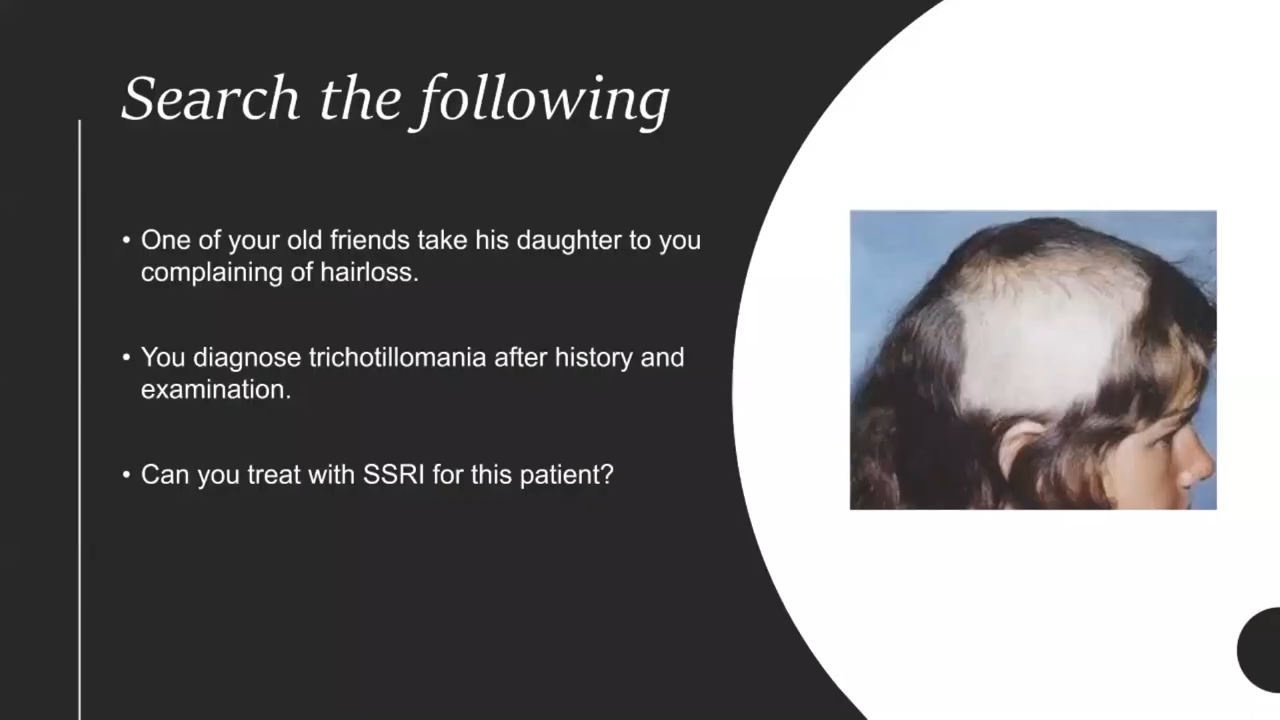 Search the following
• One of your old friends take his daughter to you
complaining of hairloss.
• You diagnose trichotillomania after history and
examination.
• Can you treat with SSRI for this patient?